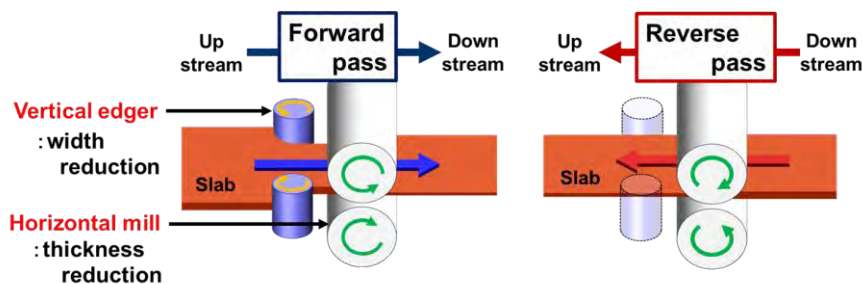 Up
stream
Forward
pass
Down
stream
Vertical edger
:width
reduction
Slab
Horizontal mill
:thickness
reduction
Up
stream
Reverse
pass
Down
stream
Slab